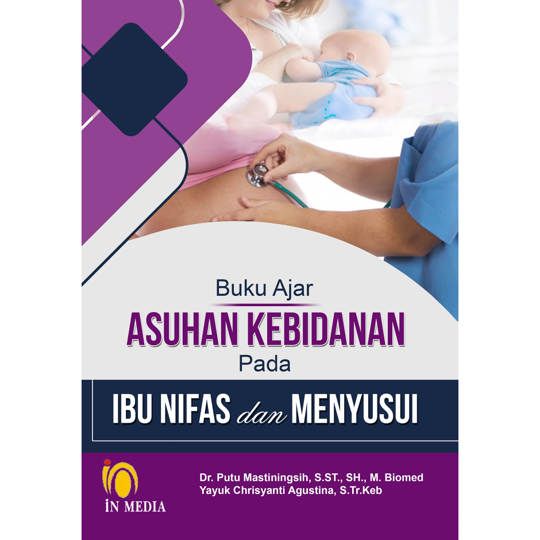 Buku Ajar
ASUHAN KEBIDANAN
Pada
IBU NIFAS dan MENYUSUI
Dr. Putu Mastiningsih, S.ST., SH., M. Biomed
Yayuk Chrisyanti Agustina, S.Tr.Keb
iN MEDIA